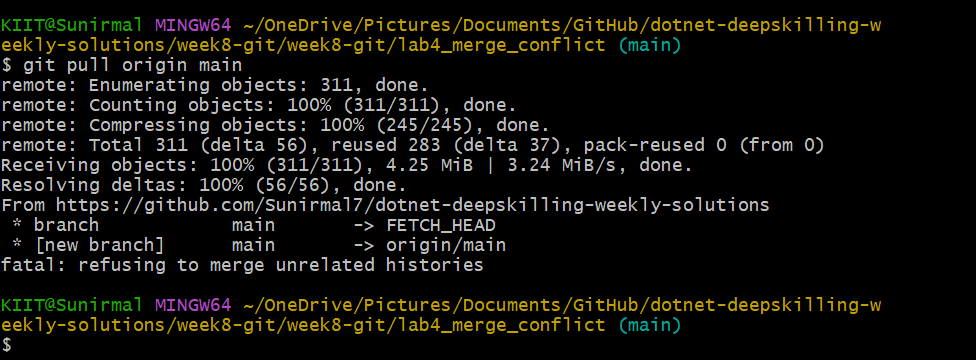 KIIT@Sunirmal MINGW64 ~/OneDrive/Pictures/Documents/GitHub/dotnet-deepskilling-w
eekly-solutions/week8-git/week8-git/lab4_merge_conflict (main)
$ git pull origin main
remote: Enumerating objects: 311, done.
remote: Counting objects: 100% (311/311), done.
remote: Compressing objects: 100% (245/245), done.
remote: Total 311 (delta 56), reused 283 (delta 37), pack-reused 0 (from 0)
Receiving objects: 100% (311/311), 4.25 MiB | 3.24 MiB/s, done.
Resolving deltas: 100% (56/56), done.
From https://github.com/Sunirmal7/dotnet-deepskilling-weekly-solutions
 * branch            main       -> FETCH_HEAD
 * [new branch]      main       -> origin/main
fatal: refusing to merge unrelated histories
KIIT@Sunirmal MINGW64 ~/OneDrive/Pictures/Documents/GitHub/dotnet-deepskilling-w
eekly-solutions/week8-git/week8-git/lab4_merge_conflict (main)
$